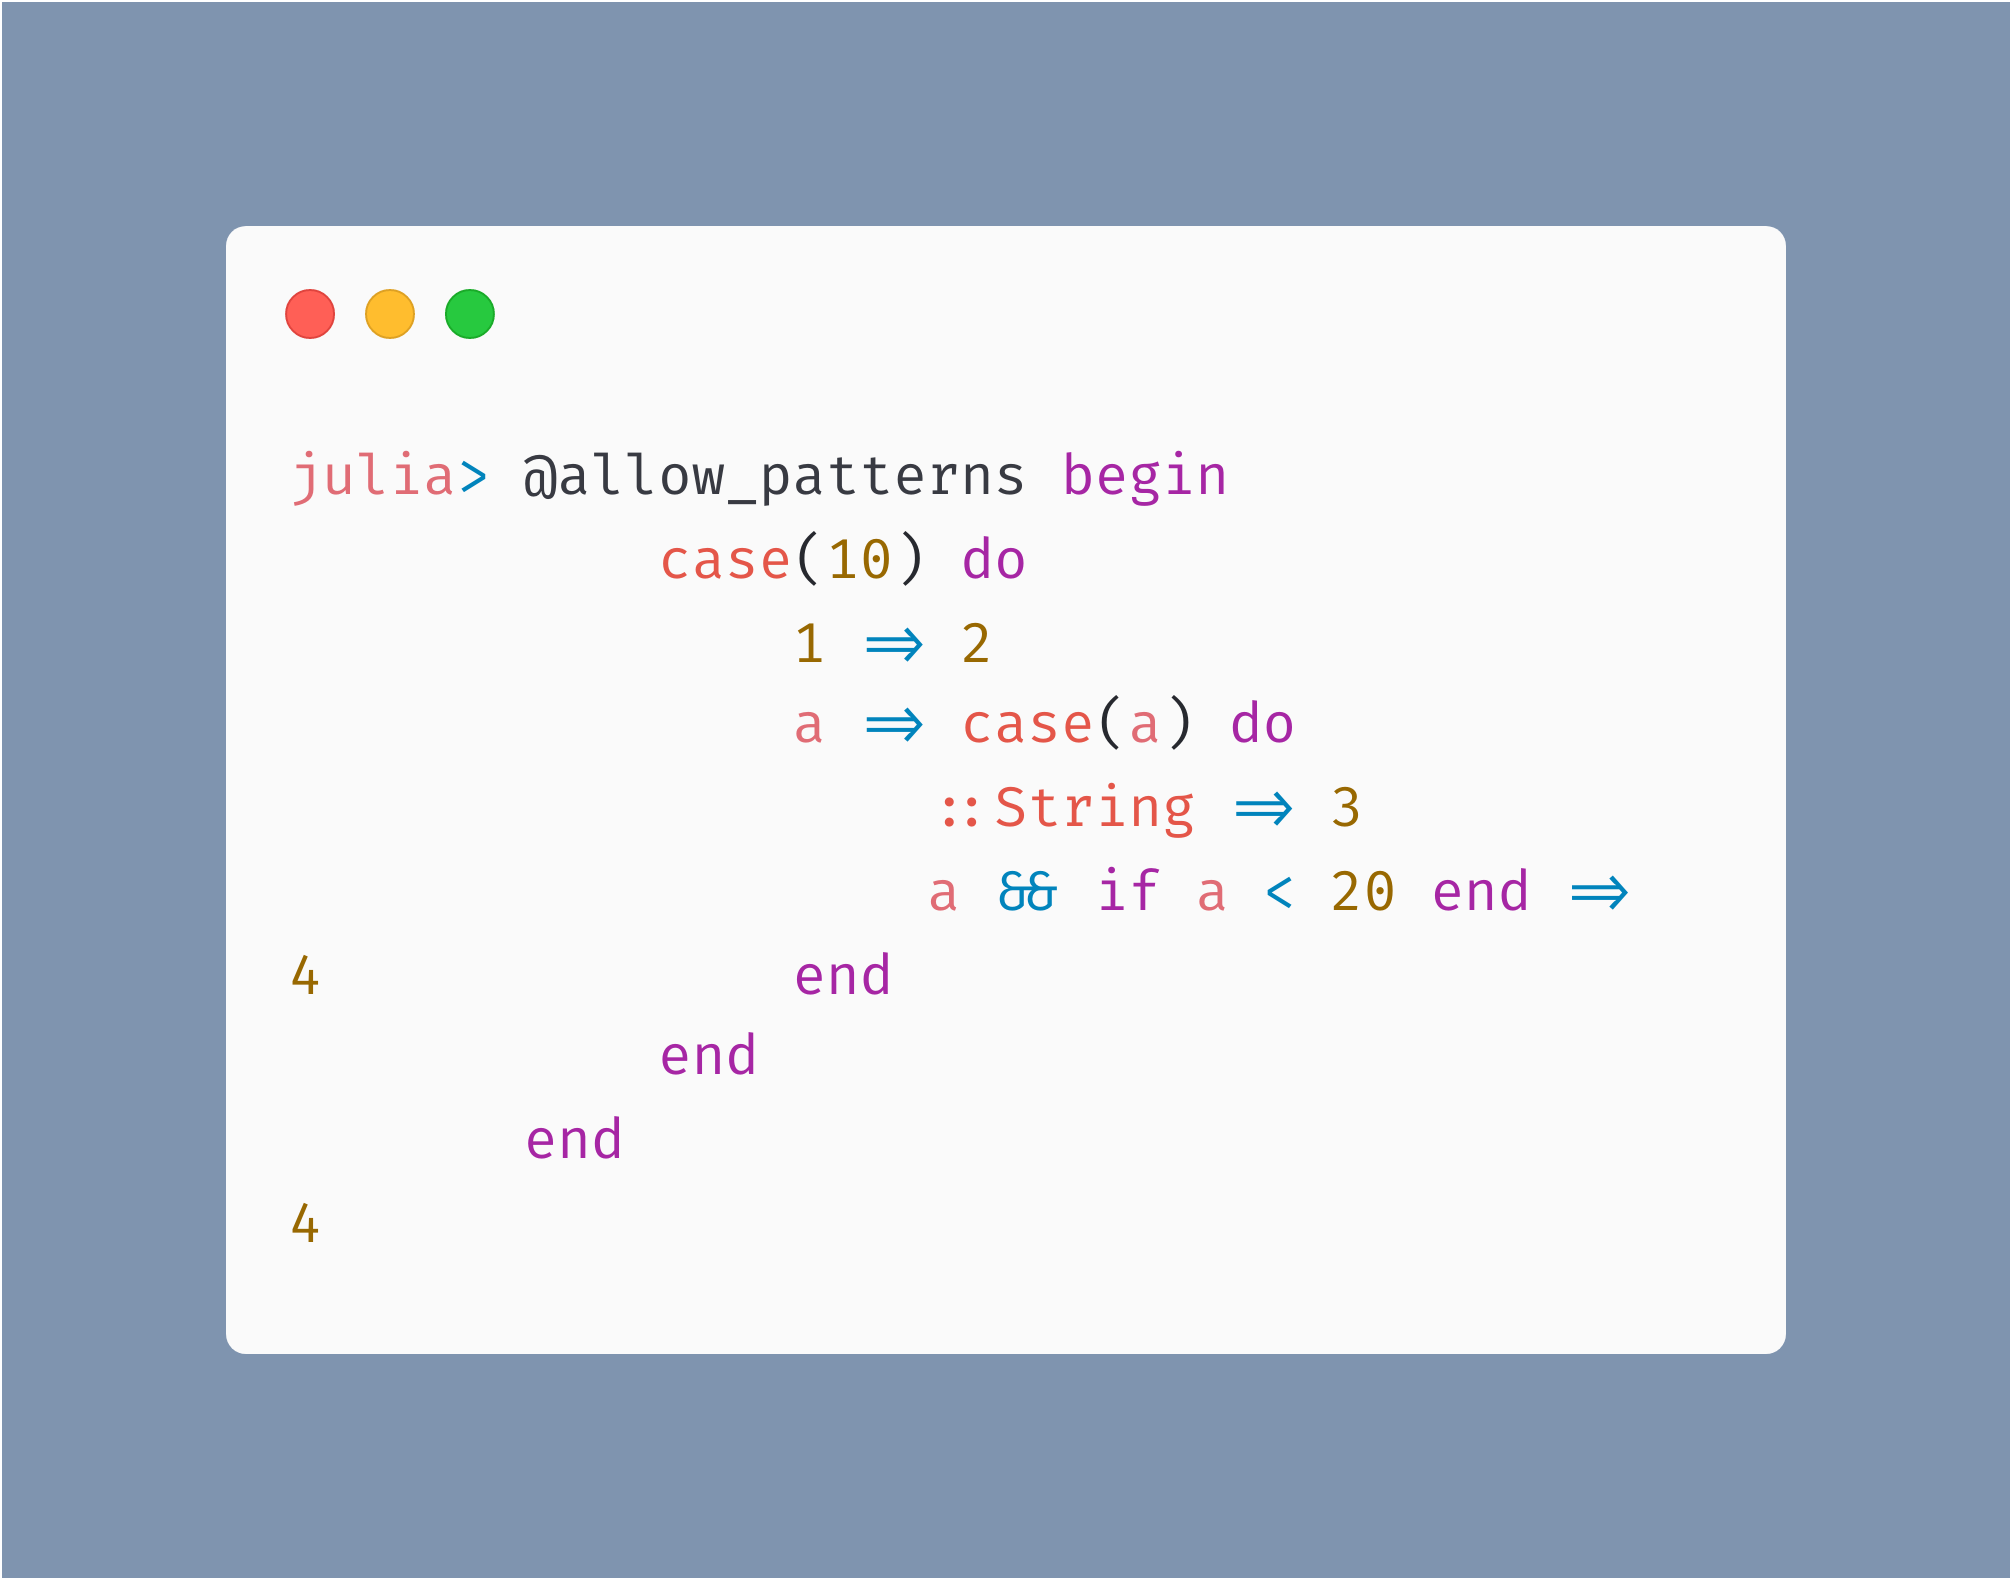 julia> @allow_patterns begin
           case(10) do
               1 => 2
               a => case(a) do
                   ::String => 3
                   a && if a < 20 end =>
4              end
           end
       end
4